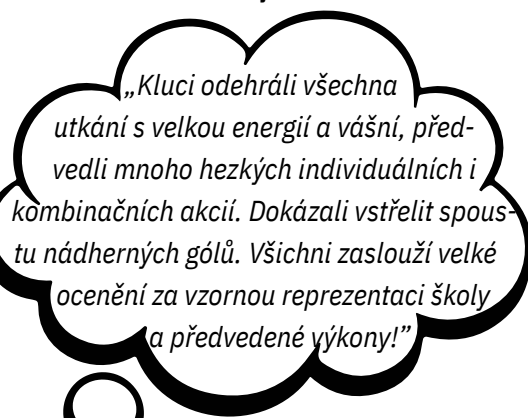 „Kluci odehráli všechna
utkání s velkou energií a vášní, před-
vedli mnoho hezkých individuálních i
kombinačních akcií. Dokázali vstřelit spous-
tu nádherných gólů. Všichni zaslouží velké
ocenění za vzornou reprezentaci školy
a předvedené výkony!”